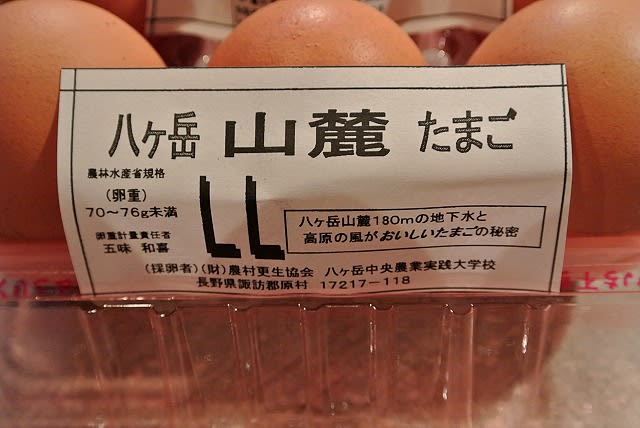 八ヶ岳 山麓 たまご
農林水産省規格
(卵重)
70～76g未満
卵重計量責任者
五味 和喜
LL
八ヶ岳山麓180mの地下水と
高原の風がおいしいたまごの秘密
(採卵者)(財)農村更生協会 八ヶ岳中央農業実践大学校
長野県諏訪郡原村 17217－118